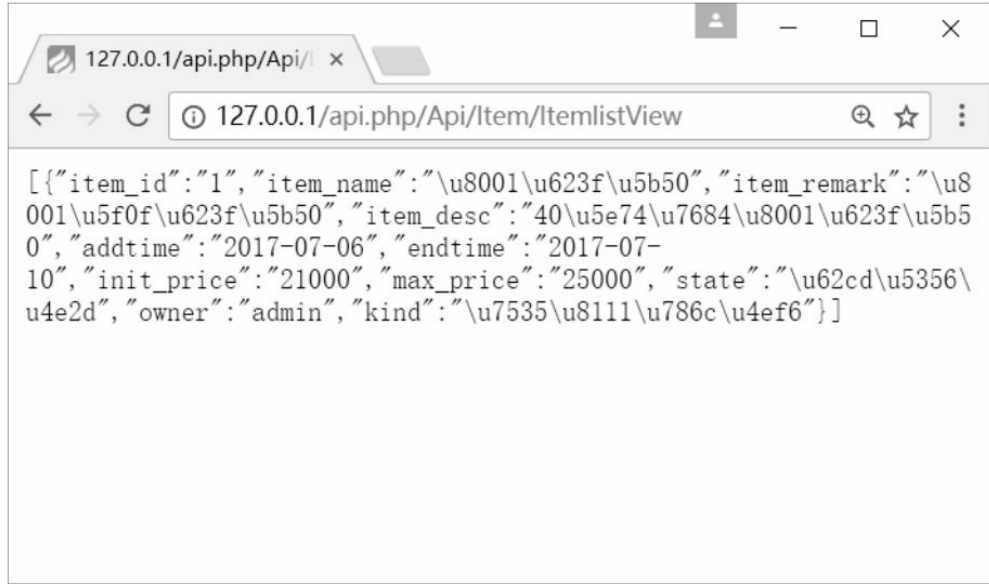 127.0.0.1/api.php/Api/
127.0.0.1/api.php/Api/Item/ItemlistView
[{"item_id":"1","item_name":"\u8001\u623f\u5b50","item_remark":"\u8
001\u5f0f\u623f\u5b50","item_desc":"40\u5e74\u7684\u8001\u623f\u5b5
0","addtime":"2017-07-06","endtime":"2017-07-
10","init_price":"21000","max_price":"25000","state":"\u62cd\u5356\
u4e2d","owner":"admin","kind":"\u7535\u8111\u786c\u4ef6"}]